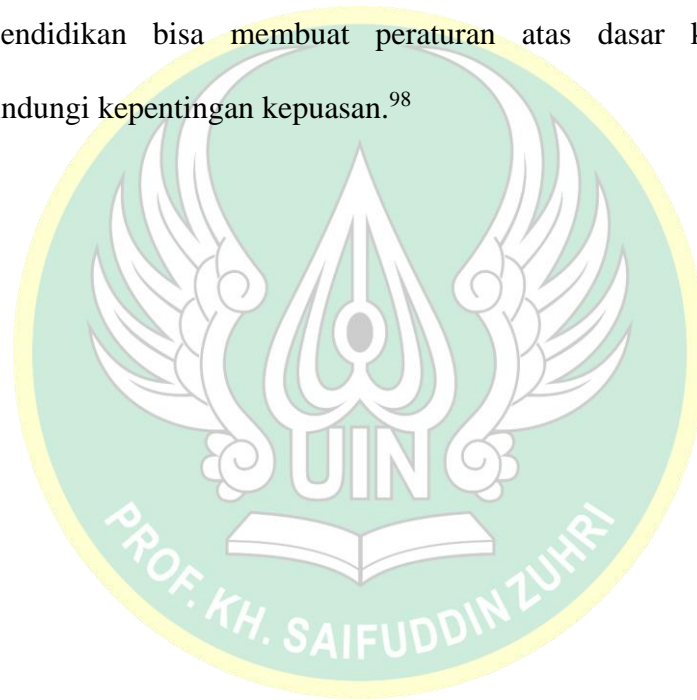 endidikan bisa membuat peraturan atas dasar k
ndungi kepentingan kepuasan.98
UIN
PROF. KH. SAIFUDDIN ZUHRI